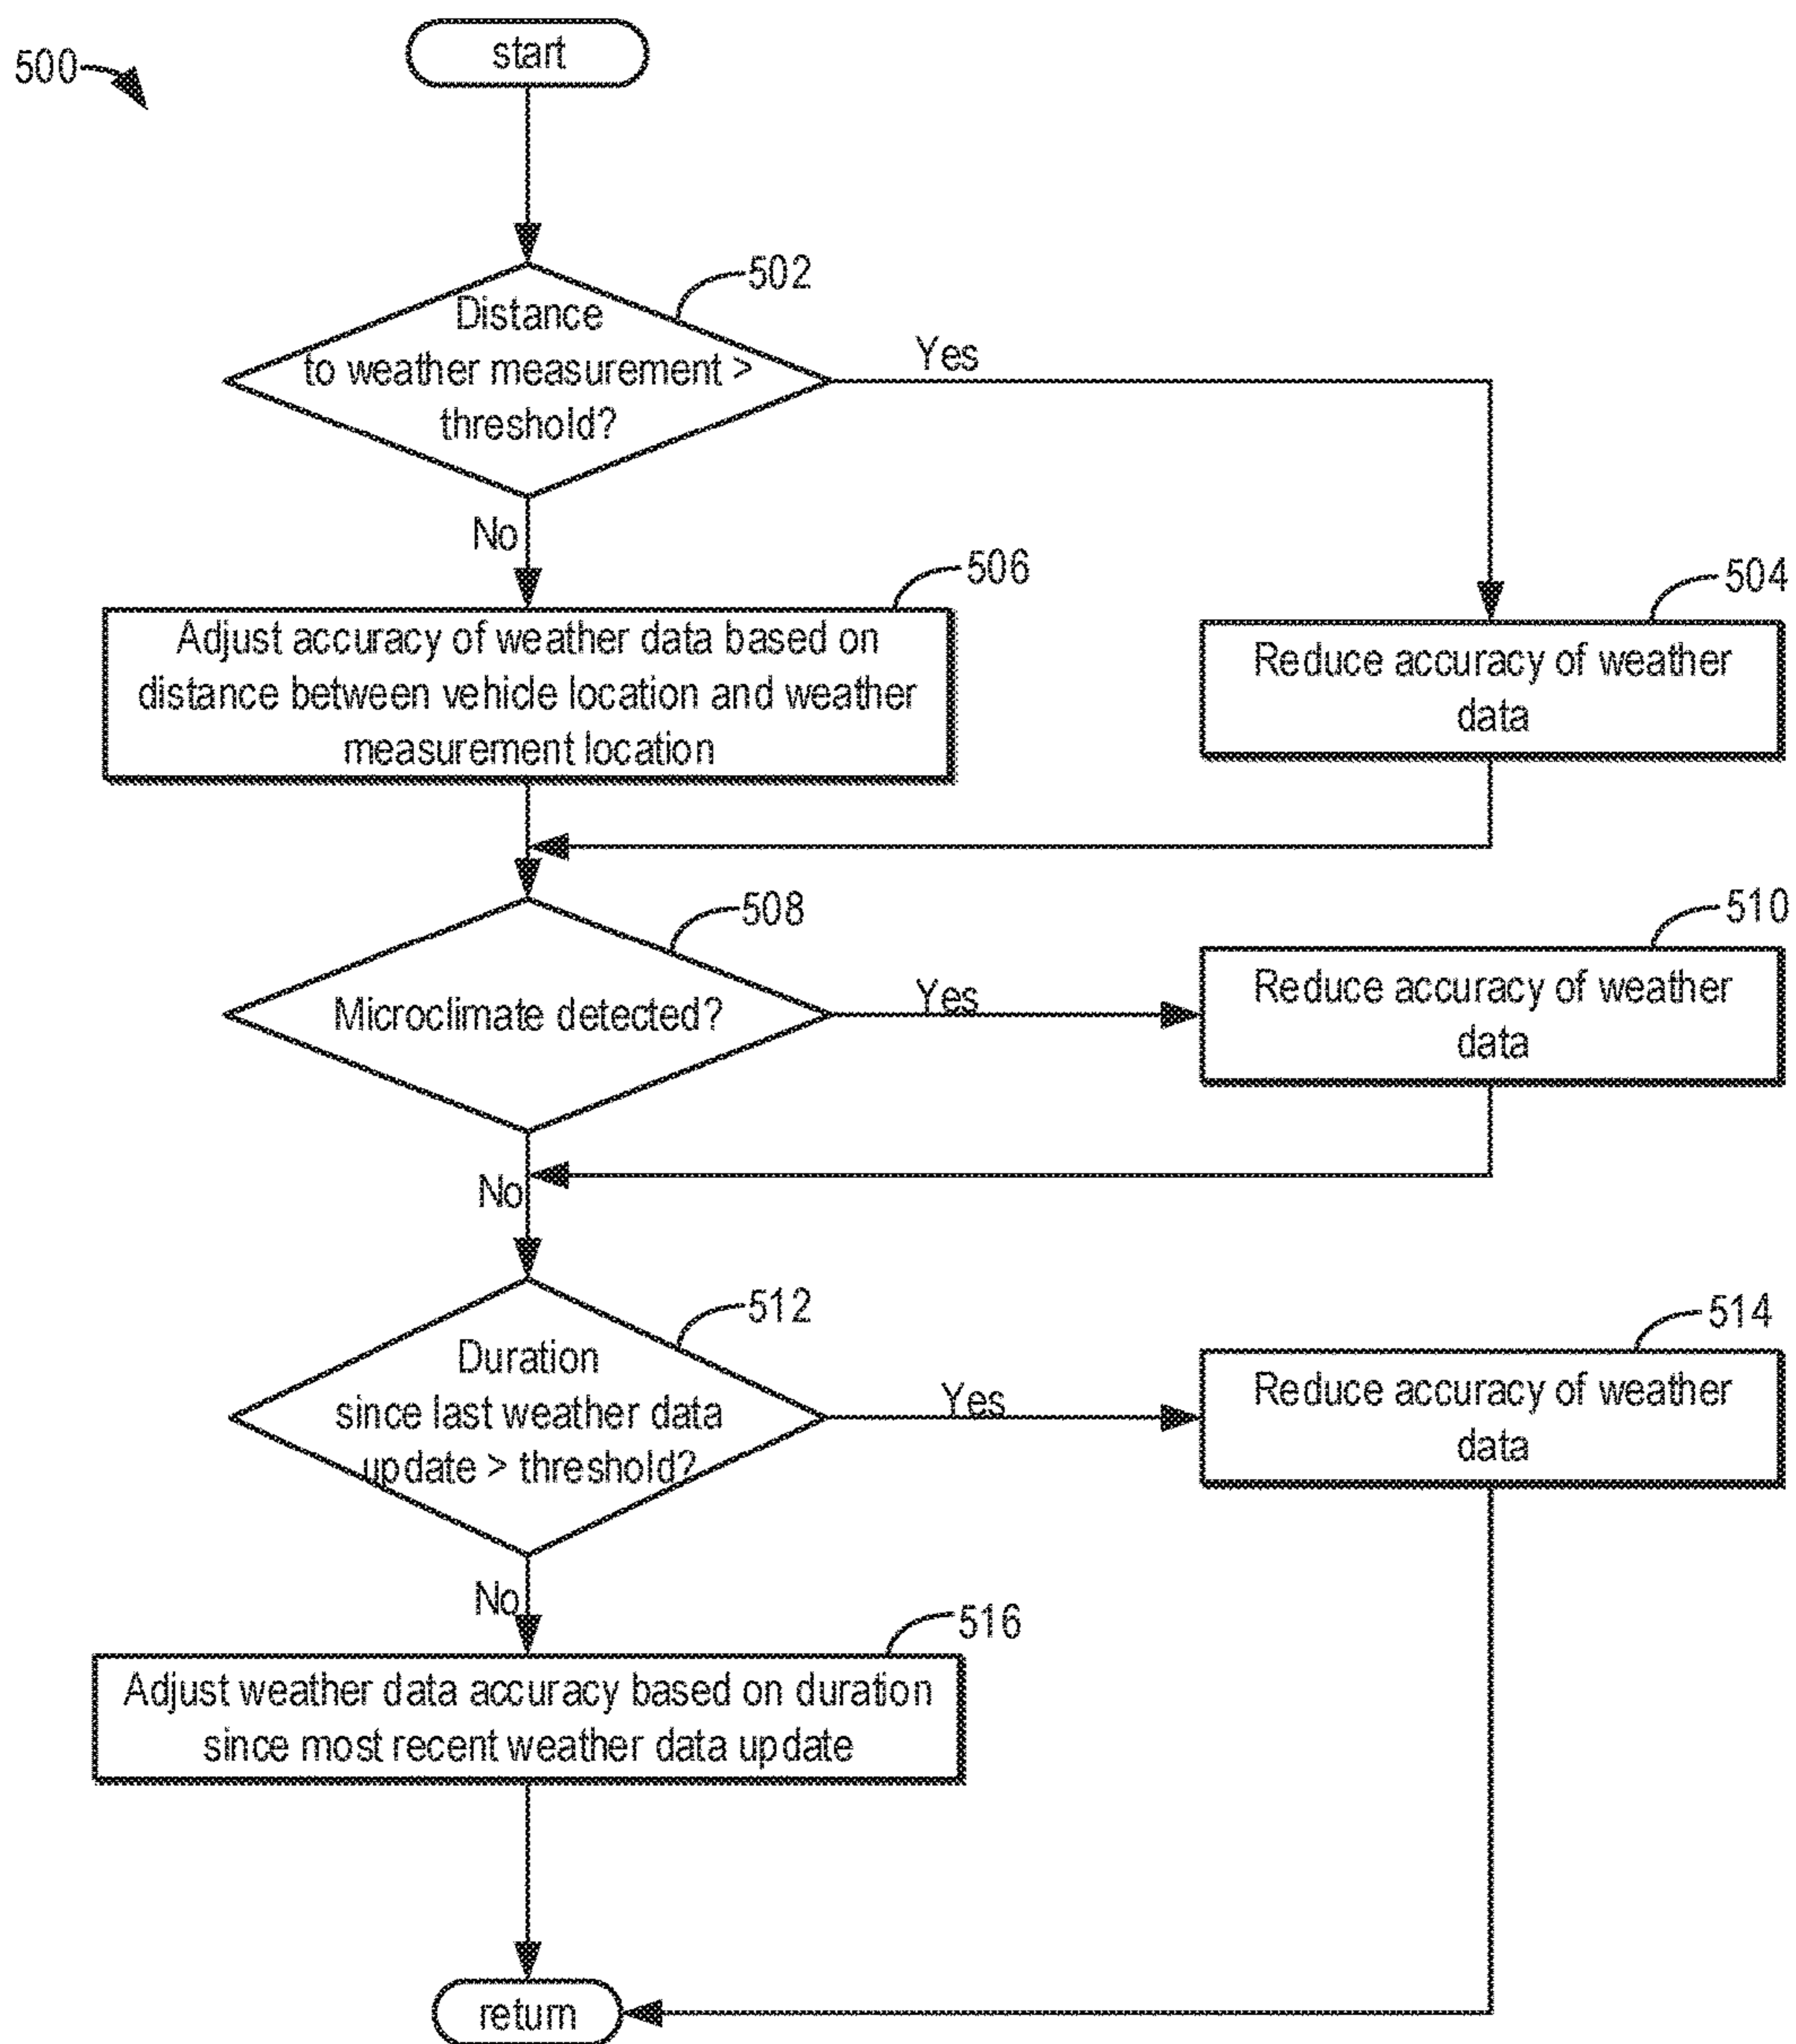 start
500
502
Distance
to weather measurement >
threshold?
Yes
No
506
504
Adjust accuracy of weather data based on
distance between vehicle location and weather
measurement location
Reduce accuracy of weather
data
508
510
Microclimate detected?
Yes
Reduce accuracy of weather
data
No
512
514
Duration
since last weather data
update > threshold?
Yes
Reduce accuracy of weather
data
No
516
Adjust weather data accuracy based on duration
since most recent weather data update
return